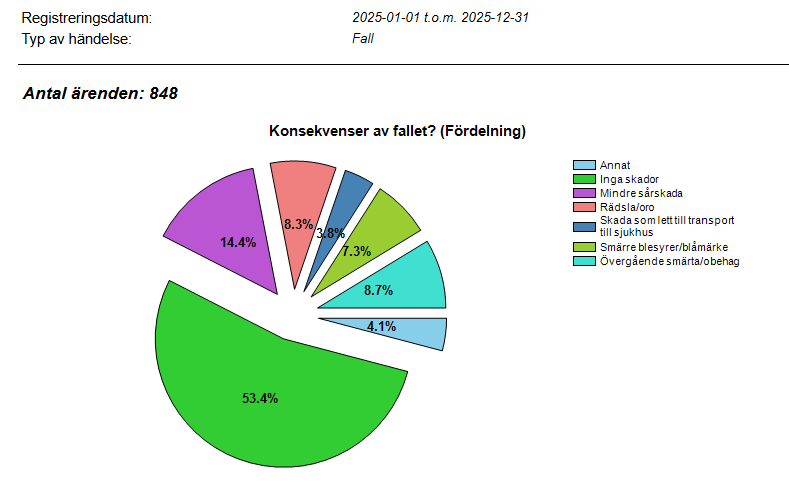 Registreringsdatum: 2025-01-01 t.o.m. 2025-12-31
Typ av händelse: Fall
Antal ärenden: 848
Konsekvenser av fallet? (Fördelning)
Annat
Inga skador
Mindre sårskada
Rädsla/oro
Skada som lett till transport
till sjukhus
Smärre blesyrer/blåmärke
Övergående smärta/obehag
8.3%
3.8%
14.4%
7.3%
8.7%
4.1%
53.4%